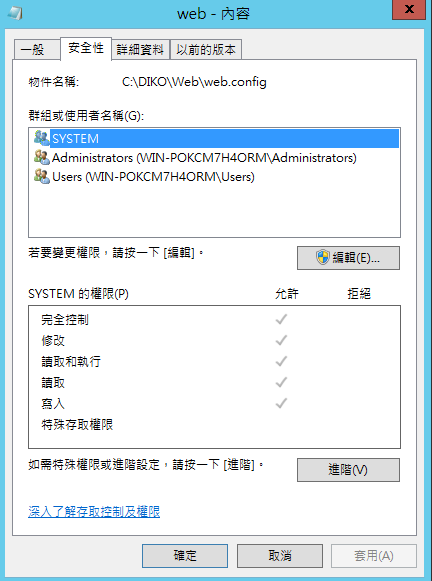 web - 內容
一般 安全性 詳細資料 以前的版本
物件名稱: C:\DIKO\Web\web.config
群組或使用者名稱(G):
SYSTEM
Administrators (WIN-POKCM7H4ORM\Administrators)
Users (WIN-POKCM7H4ORM\Users)
若要變更權限，請按一下 [編輯]。 編輯(E)...
SYSTEM 的權限(P) 允許 拒絕
完全控制
修改
讀取和執行
讀取
寫入
特殊存取權限
如需特殊權限或進階設定，請按一下 [進階]。 進階(V)
深入了解存取控制及權限
確定 取消 套用(A)